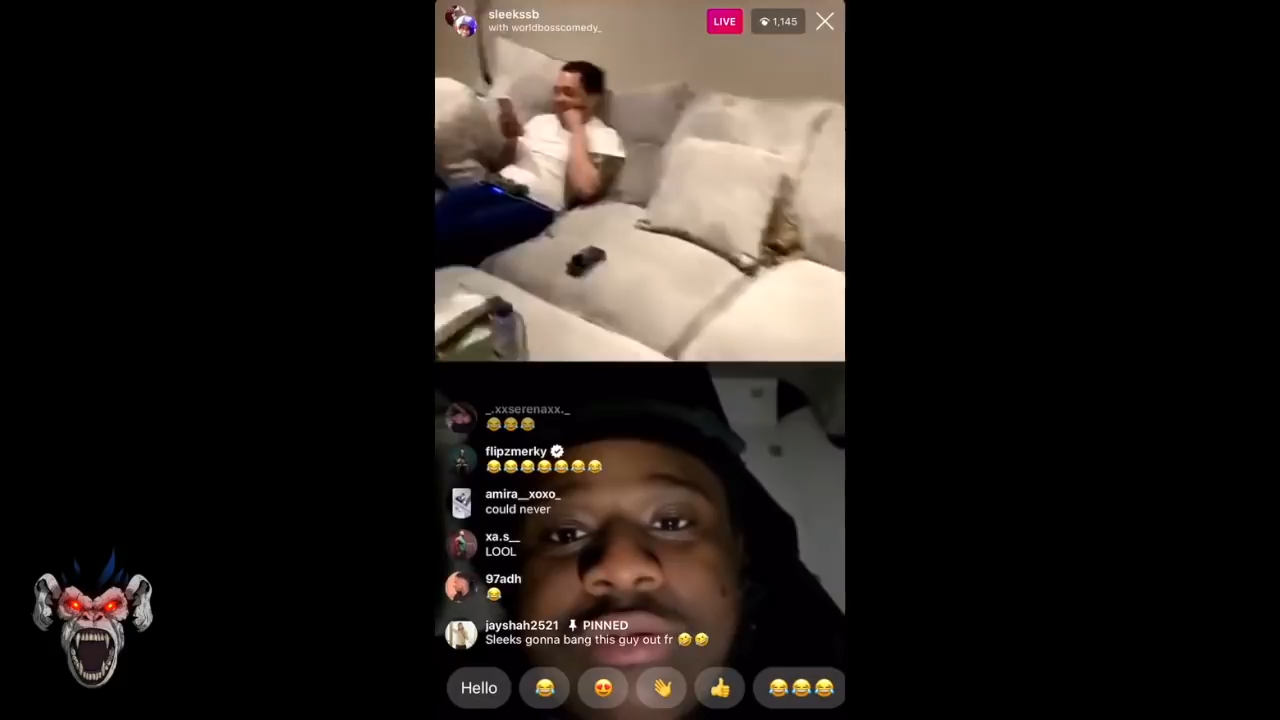 sleekssb
with worldbosscomedy_
LIVE
1,145
_.xxserenaxx._
😂😂😂
flipzmerky
😂😂😂😂😂😂😂
amira__xoxo_
could never
xa.s__
LOOL
97adh
😂
jayshah2521 PINNED
Sleeks gonna bang this guy out fr 🤣🤣
Hello 😂 😍 👋 👍 😂😂😂